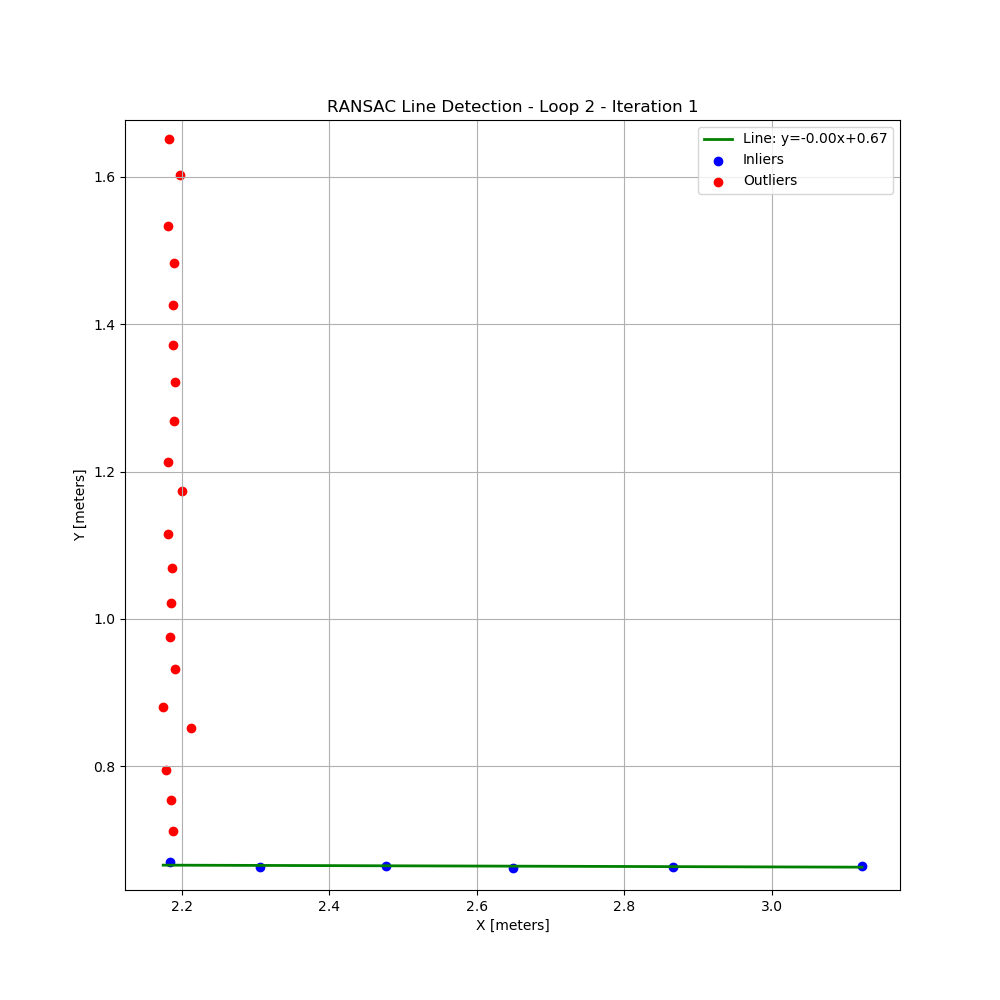 RANSAC Line Detection - Loop 2 - Iteration 1
Line: y=-0.00x+0.67
Inliers
Outliers
1.6
1.4
1.2
1.0
0.8
Y [meters]
2.2 2.4 2.6 2.8 3.0
X [meters]